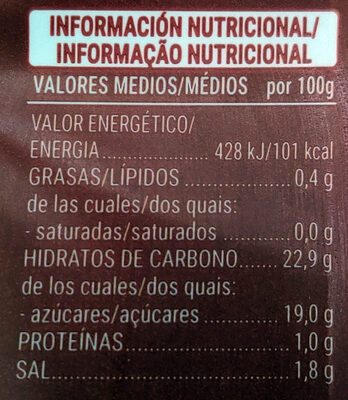 INFORMACIÓN NUTRICIONAL/
INFORMAÇÃO NUTRICIONAL
VALORES MEDIOS/MÉDIOS por 100g
VALOR ENERGÉTICO/
ENERGIA..................... 428 kJ/101 kcal
GRASAS/LÍPIDOS ..................... 0,4 g
de las cuales/dos quais:
- saturadas/saturados ............... 0,0 g
HIDRATOS DE CARBONO....... 22,9 g
de los cuales/dos quais:
- azúcares/açúcares ................. 19,0 g
PROTEÍNAS ............................. 1,0 g
SAL........................................ 1,8 g